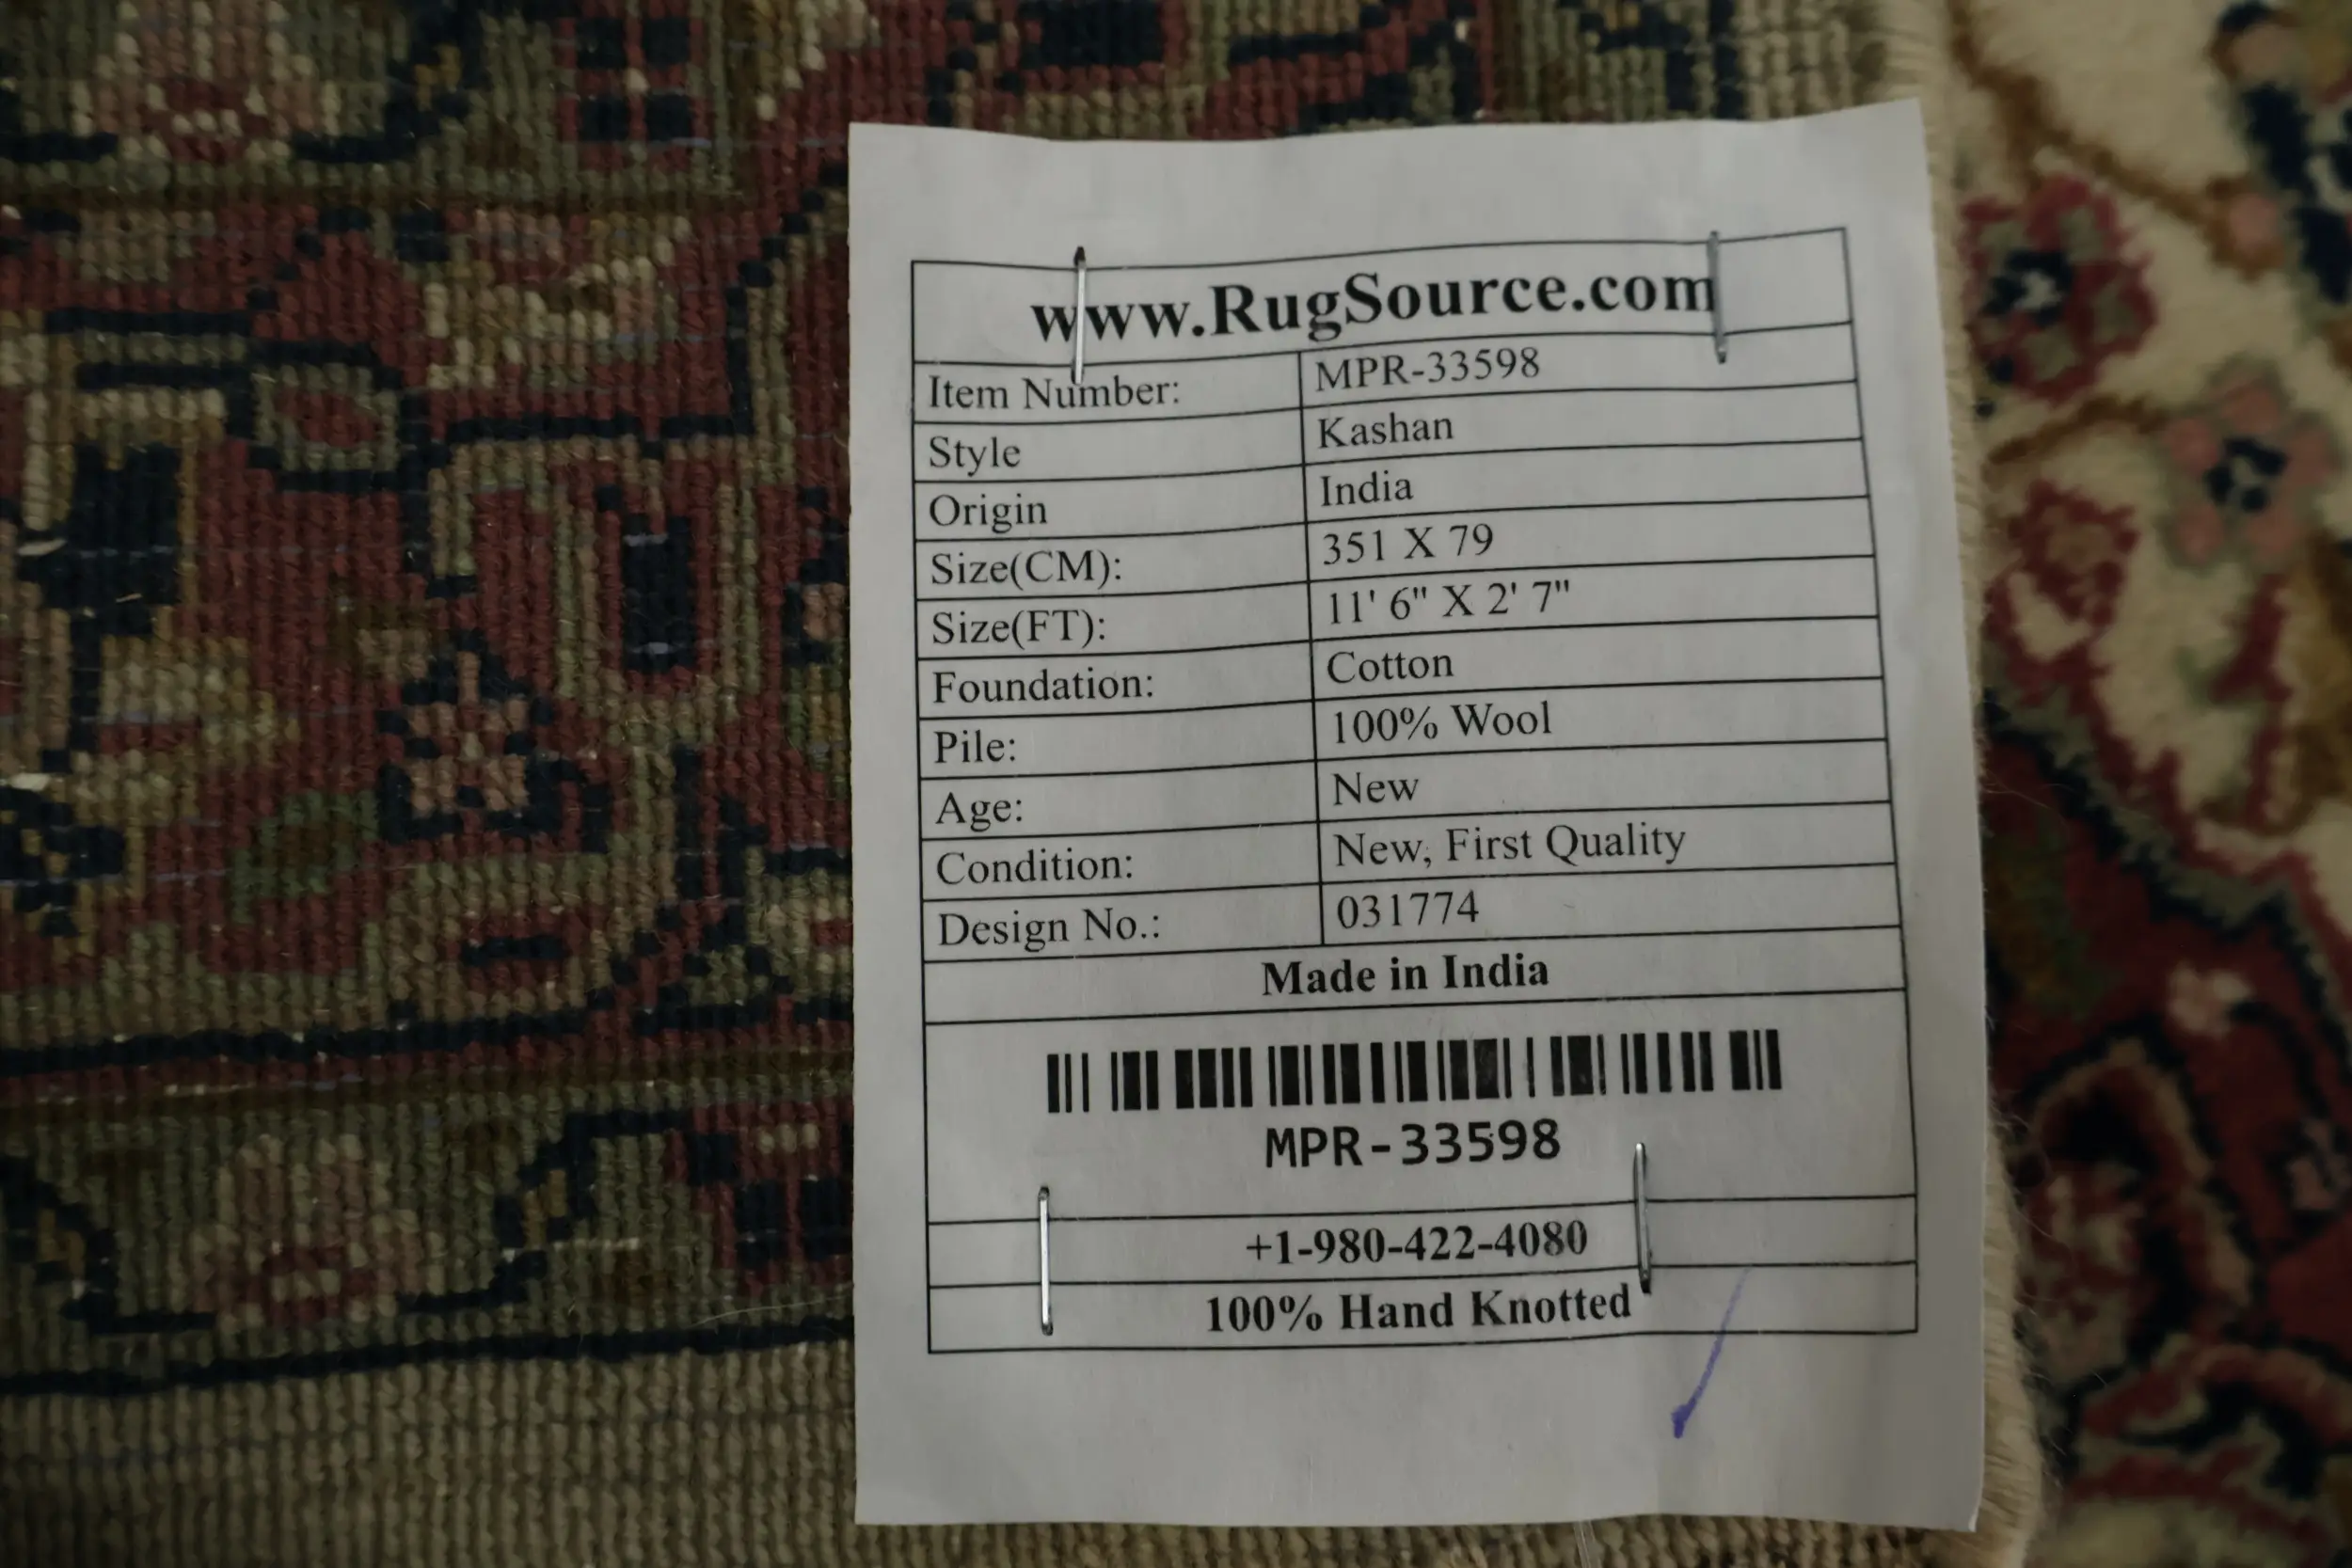 www.RugSource.com
Item Number: MPR-33598
Style Kashan
Origin India
Size(CM): 351 X 79
Size(FT): 11' 6" X 2' 7"
Foundation: Cotton
Pile: 100% Wool
Age: New
Condition: New, First Quality
Design No.: 031774
Made in India
MPR-33598
+1-980-422-4080
100% Hand Knotted